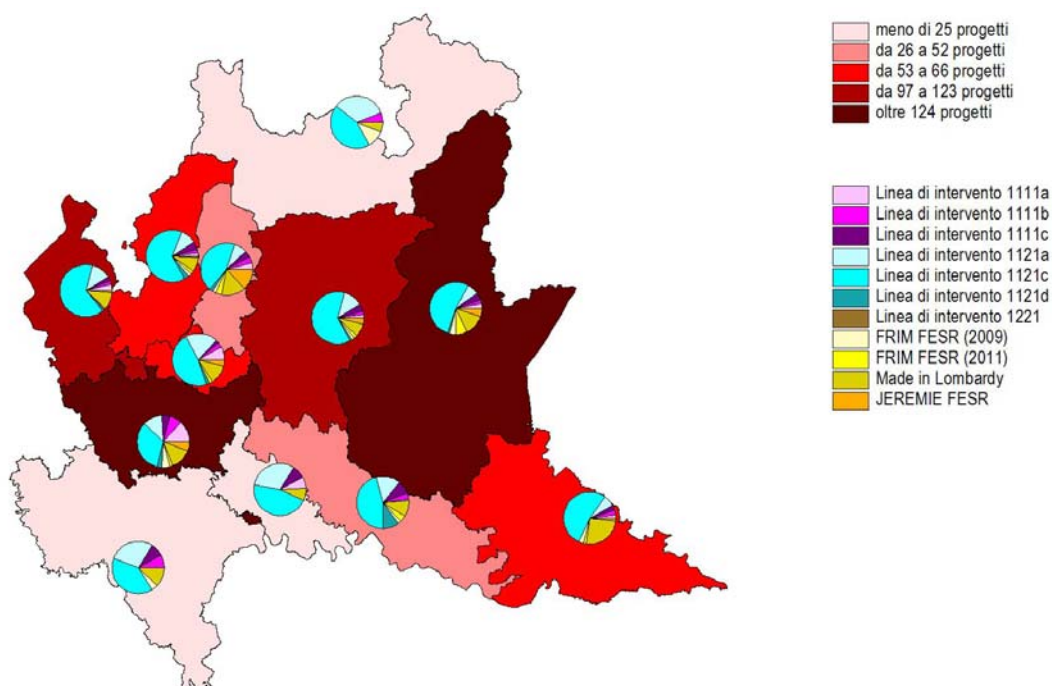 meno di 25 progetti
da 26 a 52 progetti
da 53 a 66 progetti
da 97 a 123 progetti
oltre 124 progetti
Linea di intervento 1111a
Linea di intervento 1111b
Linea di intervento 1111c
Linea di intervento 1121a
Linea di intervento 1121c
Linea di intervento 1121d
Linea di intervento 1221
FRIM FESR (2009)
FRIM FESR (2011)
Made in Lombardy
JEREMIE FESR